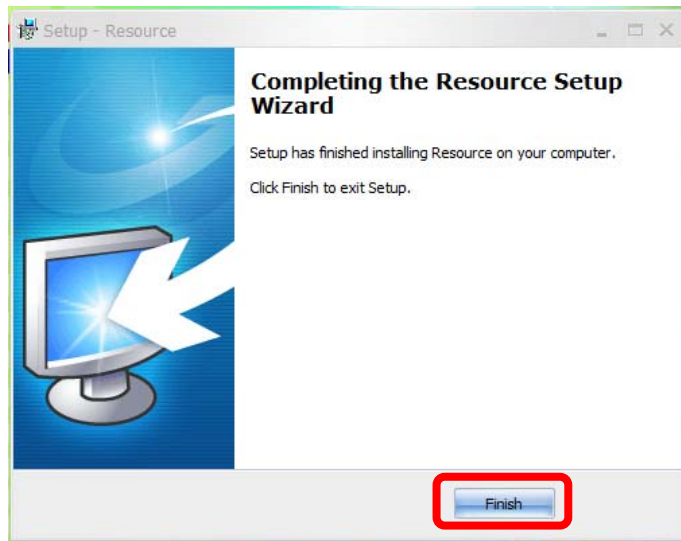 Setup - Resource
Completing the Resource Setup
Wizard
Setup has finished installing Resource on your computer.
Click Finish to exit Setup.
Finish